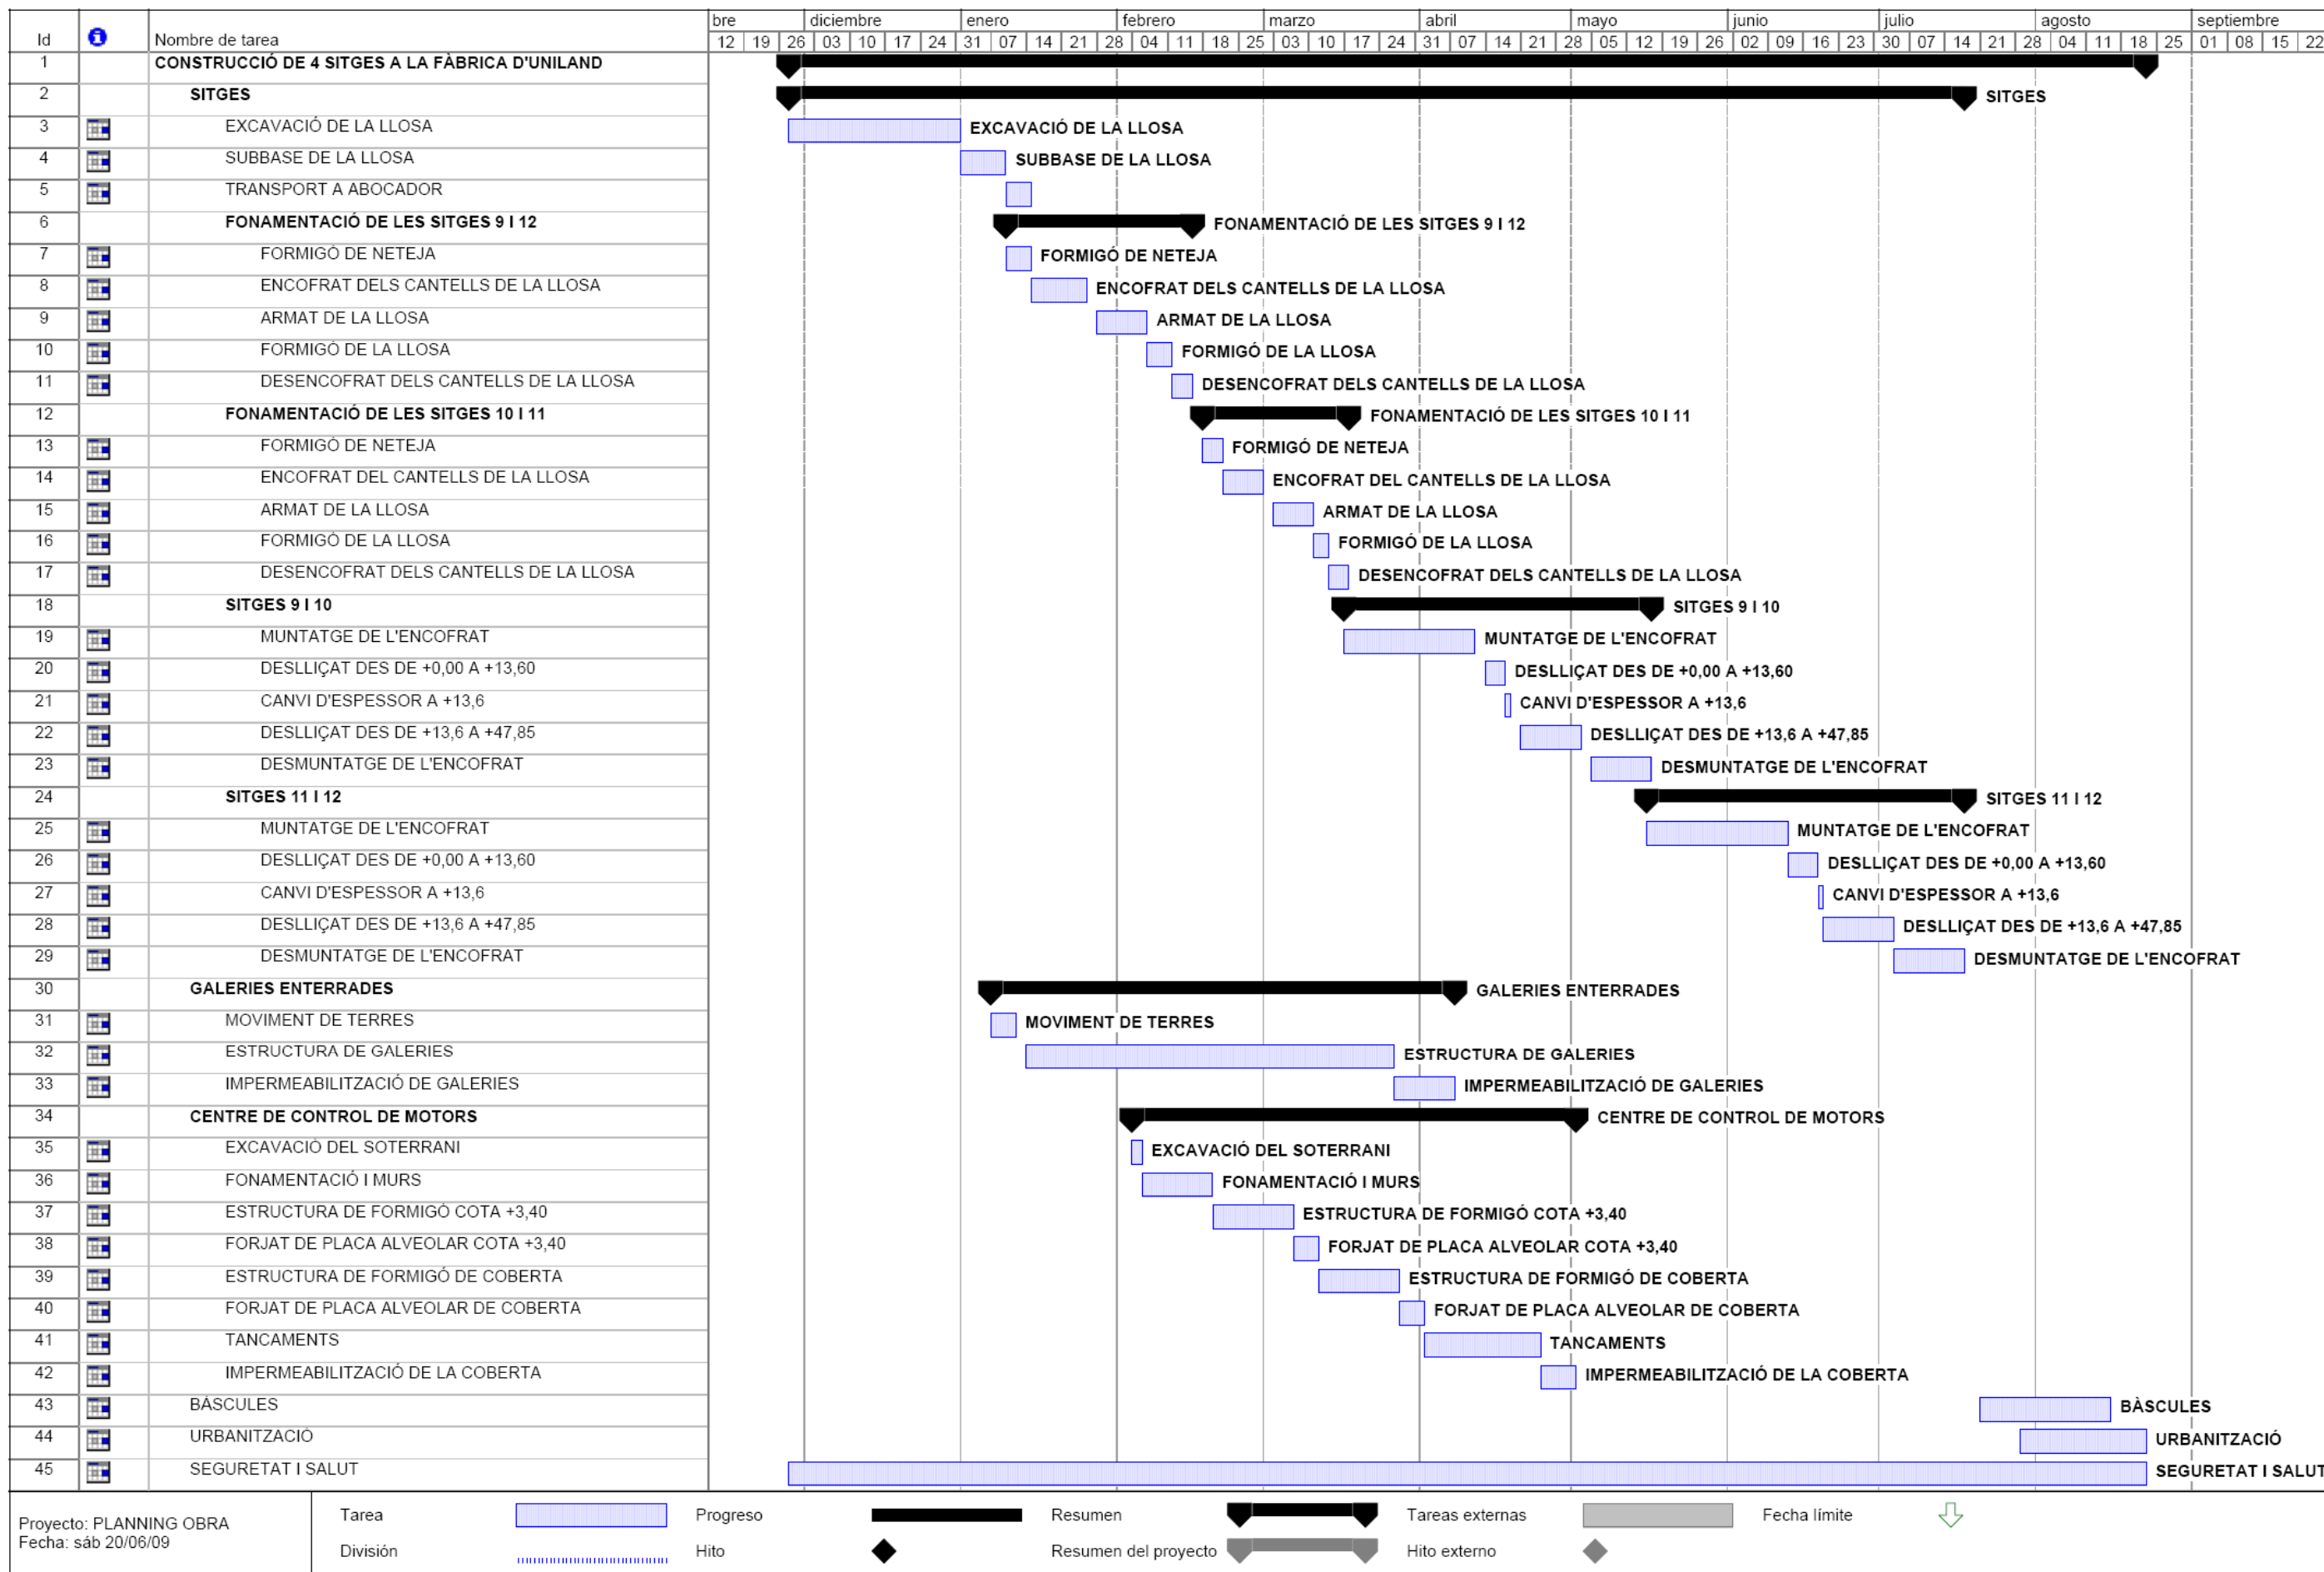 bre diciembre enero febrero marzo abril mayo junio julio agosto septiembre
Id Nombre de tarea 12 19 26 03 10 17 24 31 07 14 21 28 04 11 18 25 03 10 17 24 31 07 14 21 28 05 12 19 26 02 09 16 23 30 07 14 21 28 04 11 18 25 01 08 15 22
1 CONSTRUCCIÓ DE 4 SITGES A LA FÀBRICA D'UNILAND
2 SITGES SITGES
3 EXCAVACIÓ DE LA LLOSA EXCAVACIÓ DE LA LLOSA
4 SUBBASE DE LA LLOSA SUBBASE DE LA LLOSA
5 TRANSPORT A ABOCADOR
6 FONAMENTACIÓ DE LES SITGES 9 I 12 FONAMENTACIÓ DE LES SITGES 9 I 12
7 FORMIGÓ DE NETEJA FORMIGÓ DE NETEJA
8 ENCOFRAT DELS CANTELLS DE LA LLOSA ENCOFRAT DELS CANTELLS DE LA LLOSA
9 ARMAT DE LA LLOSA ARMAT DE LA LLOSA
10 FORMIGÓ DE LA LLOSA FORMIGÓ DE LA LLOSA
11 DESENCOFRAT DELS CANTELLS DE LA LLOSA DESENCOFRAT DELS CANTELLS DE LA LLOSA
12 FONAMENTACIÓ DE LES SITGES 10 I 11 FONAMENTACIÓ DE LES SITGES 10 I 11
13 FORMIGÓ DE NETEJA FORMIGÓ DE NETEJA
14 ENCOFRAT DEL CANTELLS DE LA LLOSA ENCOFRAT DEL CANTELLS DE LA LLOSA
15 ARMAT DE LA LLOSA ARMAT DE LA LLOSA
16 FORMIGÓ DE LA LLOSA FORMIGÓ DE LA LLOSA
17 DESENCOFRAT DELS CANTELLS DE LA LLOSA DESENCOFRAT DELS CANTELLS DE LA LLOSA
18 SITGES 9 I 10 SITGES 9 I 10
19 MUNTATGE DE L'ENCOFRAT MUNTATGE DE L'ENCOFRAT
20 DESLLIÇAT DES DE +0,00 A +13,60 DESLLIÇAT DES DE +0,00 A +13,60
21 CANVI D'ESPESSOR A +13,6 CANVI D'ESPESSOR A +13,6
22 DESLLIÇAT DES DE +13,6 A +47,85 DESLLIÇAT DES DE +13,6 A +47,85
23 DESMUNTATGE DE L'ENCOFRAT DESMUNTATGE DE L'ENCOFRAT
24 SITGES 11 I 12 SITGES 11 I 12
25 MUNTATGE DE L'ENCOFRAT MUNTATGE DE L'ENCOFRAT
26 DESLLIÇAT DES DE +0,00 A +13,60 DESLLIÇAT DES DE +0,00 A +13,60
27 CANVI D'ESPESSOR A +13,6 CANVI D'ESPESSOR A +13,6
28 DESLLIÇAT DES DE +13,6 A +47,85 DESLLIÇAT DES DE +13,6 A +47,85
29 DESMUNTATGE DE L'ENCOFRAT DESMUNTATGE DE L'ENCOFRAT
30 GALERIES ENTERRADES GALERIES ENTERRADES
31 MOVIMENT DE TERRES MOVIMENT DE TERRES
32 ESTRUCTURA DE GALERIES ESTRUCTURA DE GALERIES
33 IMPERMEABILITZACIÓ DE GALERIES IMPERMEABILITZACIÓ DE GALERIES
34 CENTRE DE CONTROL DE MOTORS CENTRE DE CONTROL DE MOTORS
35 EXCAVACIÓ DEL SOTERRANI EXCAVACIÓ DEL SOTERRANI
36 FONAMENTACIÓ I MURS FONAMENTACIÓ I MURS
37 ESTRUCTURA DE FORMIGÓ COTA +3,40 ESTRUCTURA DE FORMIGÓ COTA +3,40
38 FORJAT DE PLACA ALVEOLAR COTA +3,40 FORJAT DE PLACA ALVEOLAR COTA +3,40
39 ESTRUCTURA DE FORMIGÓ DE COBERTA ESTRUCTURA DE FORMIGÓ DE COBERTA
40 FORJAT DE PLACA ALVEOLAR DE COBERTA FORJAT DE PLACA ALVEOLAR DE COBERTA
41 TANCAMENTS TANCAMENTS
42 IMPERMEABILITZACIÓ DE LA COBERTA IMPERMEABILITZACIÓ DE LA COBERTA
43 BÀSCULES BÀSCULES
44 URBANITZACIÓ URBANITZACIÓ
45 SEGURETAT I SALUT SEGURETAT I SALUT
Proyecto: PLANNING OBRA
Fecha: sáb 20/06/09
Tarea Progreso Resumen Tareas externas Fecha límite
División Hito Resumen del proyecto Hito externo